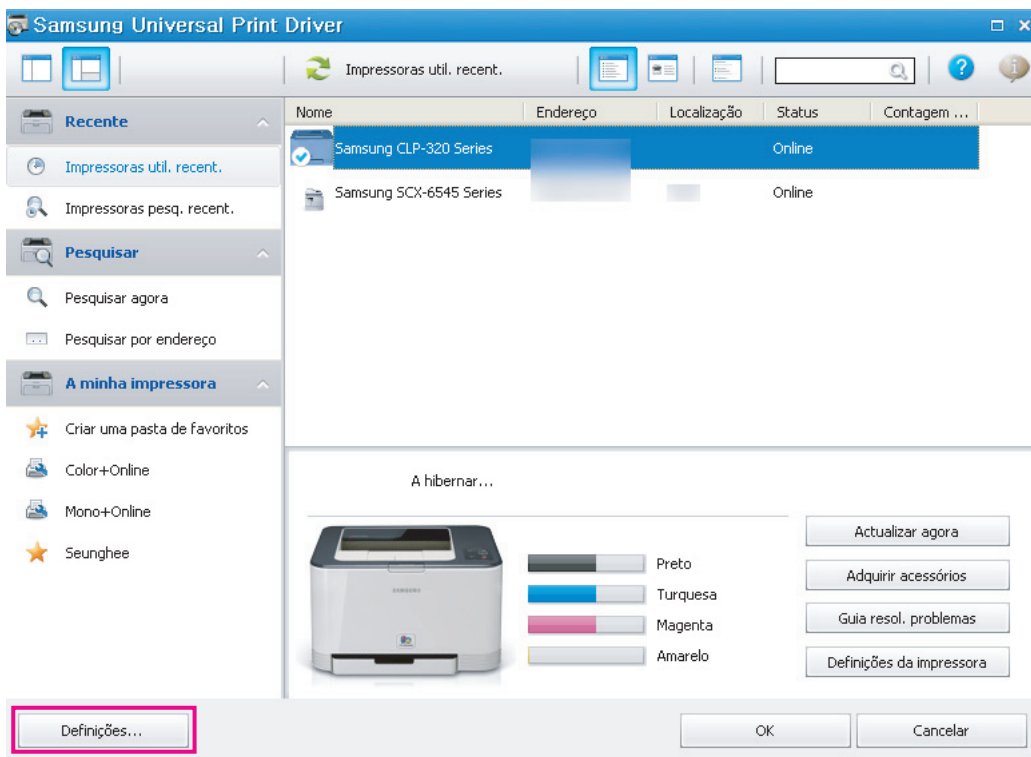 Samsung Universal Print Driver
Impressoras util. recent.
Recente
Impressoras util. recent.
Impressoras pesq. recent.
Pesquisar
Pesquisar agora
Pesquisar por endereço
A minha impressora
Criar uma pasta de favoritos
Color+Online
Mono+Online
Seunghee
Nome Endereço Localização Status Contagem ...
Samsung CLP-320 Series Online
Samsung SCX-6545 Series Online
A hibernar...
SAMSUNG
Preto
Turquesa
Magenta
Amarelo
Actualizar agora
Adquirir acessórios
Guia resol. problemas
Definições da impressora
Definições...
OK
Cancelar